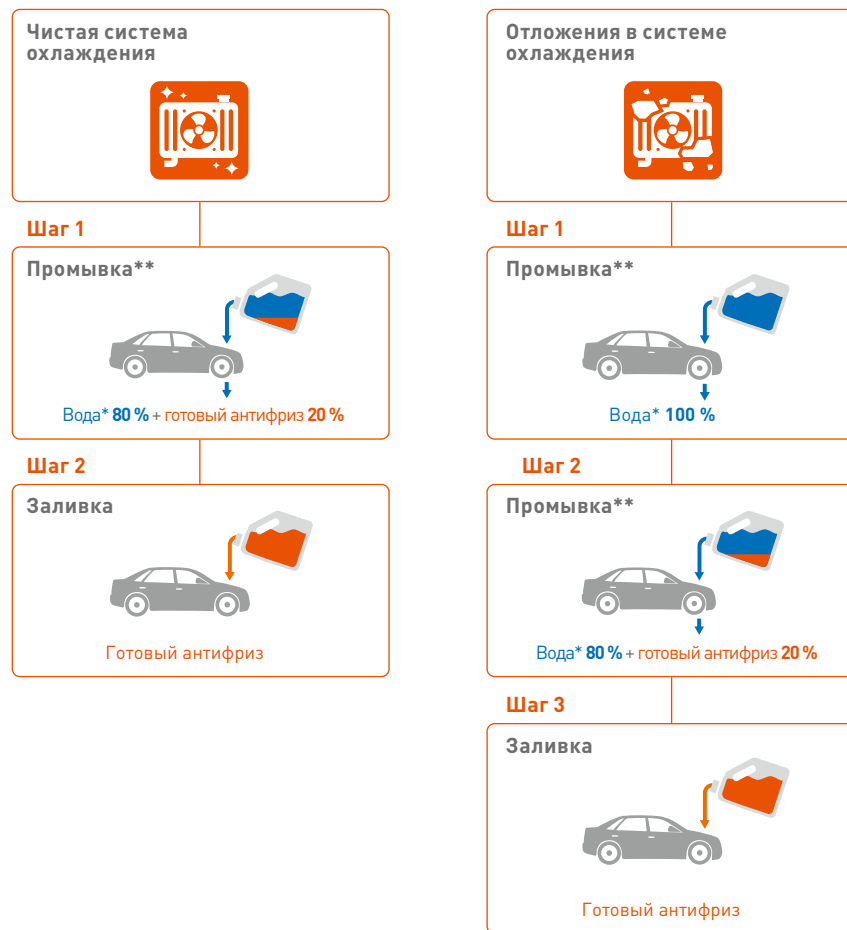 Чистая система
охлаждения
Шаг 1
Промывка**
Вода* 80 % + готовый антифриз 20 %
Шаг 2
Заливка
Готовый антифриз
Отложения в системе
охлаждения
Шаг 1
Промывка**
Вода* 100 %
Шаг 2
Промывка**
Вода* 80 % + готовый антифриз 20 %
Шаг 3
Заливка
Готовый антифриз